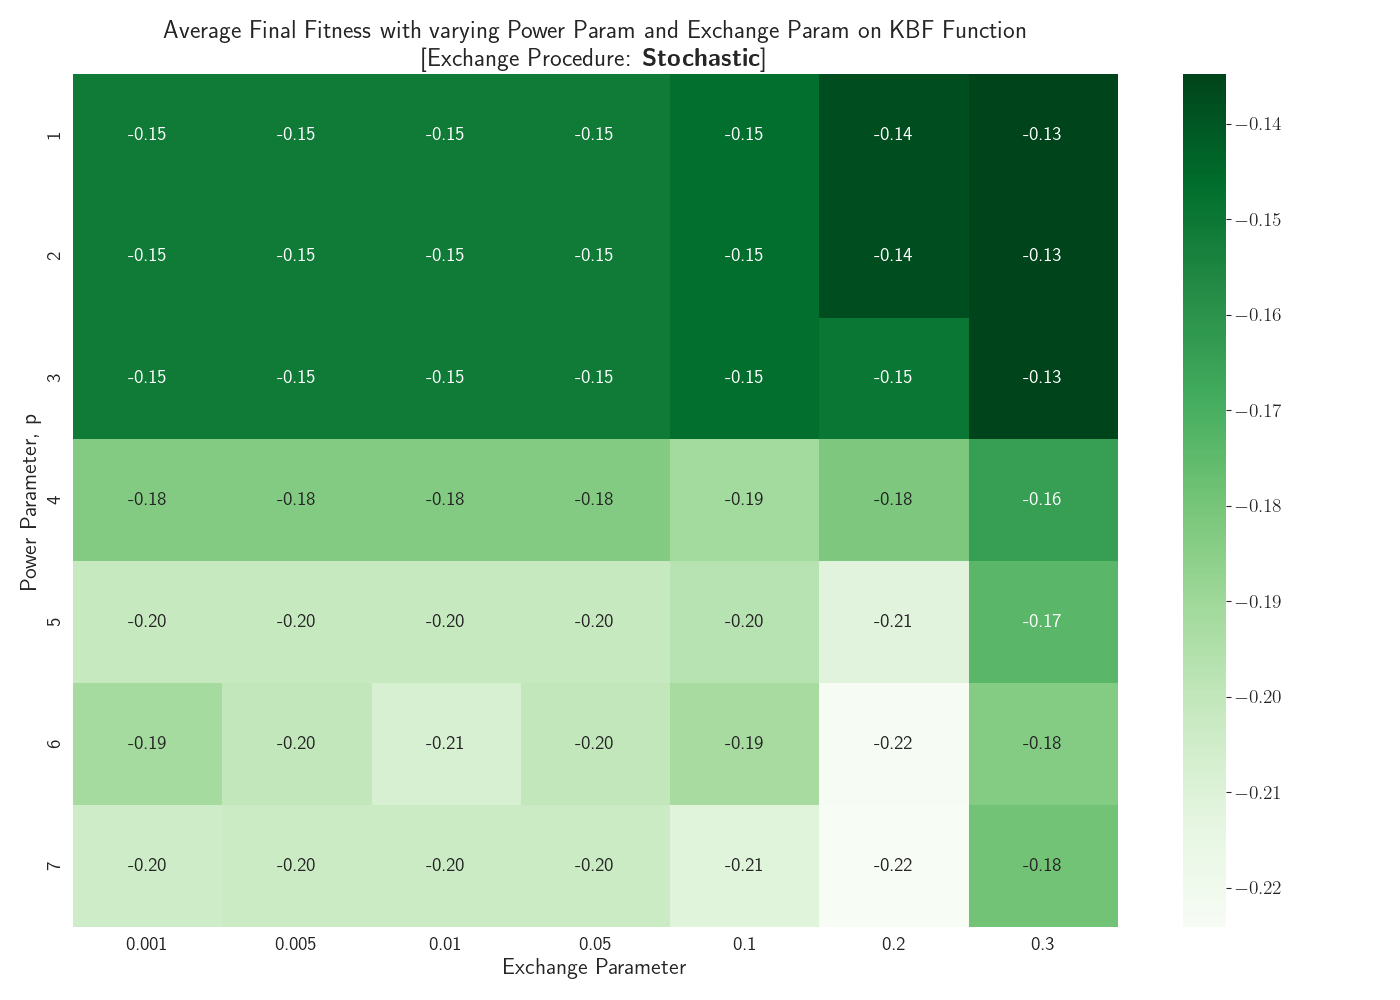 Average Final Fitness with varying Power Param and Exchange Param on KBF Function
[Exchange Procedure: Stochastic]
Power Parameter, p
1 -0.15 -0.15 -0.15 -0.15 -0.15 -0.14 -0.13
2 -0.15 -0.15 -0.15 -0.15 -0.15 -0.14 -0.13
3 -0.15 -0.15 -0.15 -0.15 -0.15 -0.15 -0.13
4 -0.18 -0.18 -0.18 -0.18 -0.19 -0.18 -0.16
5 -0.20 -0.20 -0.20 -0.20 -0.20 -0.21 -0.17
6 -0.19 -0.20 -0.21 -0.20 -0.19 -0.22 -0.18
7 -0.20 -0.20 -0.20 -0.20 -0.21 -0.22 -0.18
0.001 0.005 0.01 0.05 0.1 0.2 0.3
Exchange Parameter
−0.14
−0.15
−0.16
−0.17
−0.18
−0.19
−0.20
−0.21
−0.22